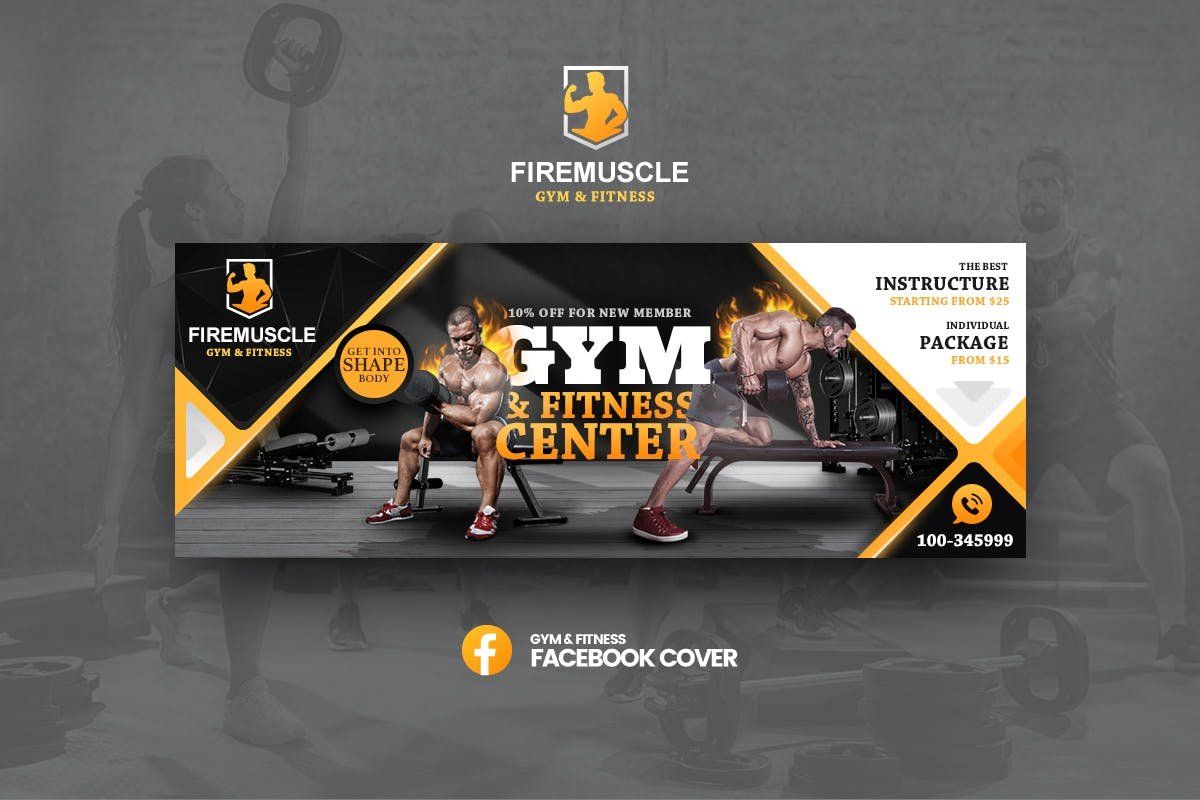 FIREMUSCLE
GYM & FITNESS
FIREMUSCLE
GYM & FITNESS
GET INTO
SHAPE
BODY
10% OFF FOR NEW MEMBER
GYM
& FITNESS
CENTER
THE BEST
INSTRUCTURE
STARTING FROM $25
INDIVIDUAL
PACKAGE
FROM $15
100-345999
GYM & FITNESS
FACEBOOK COVER